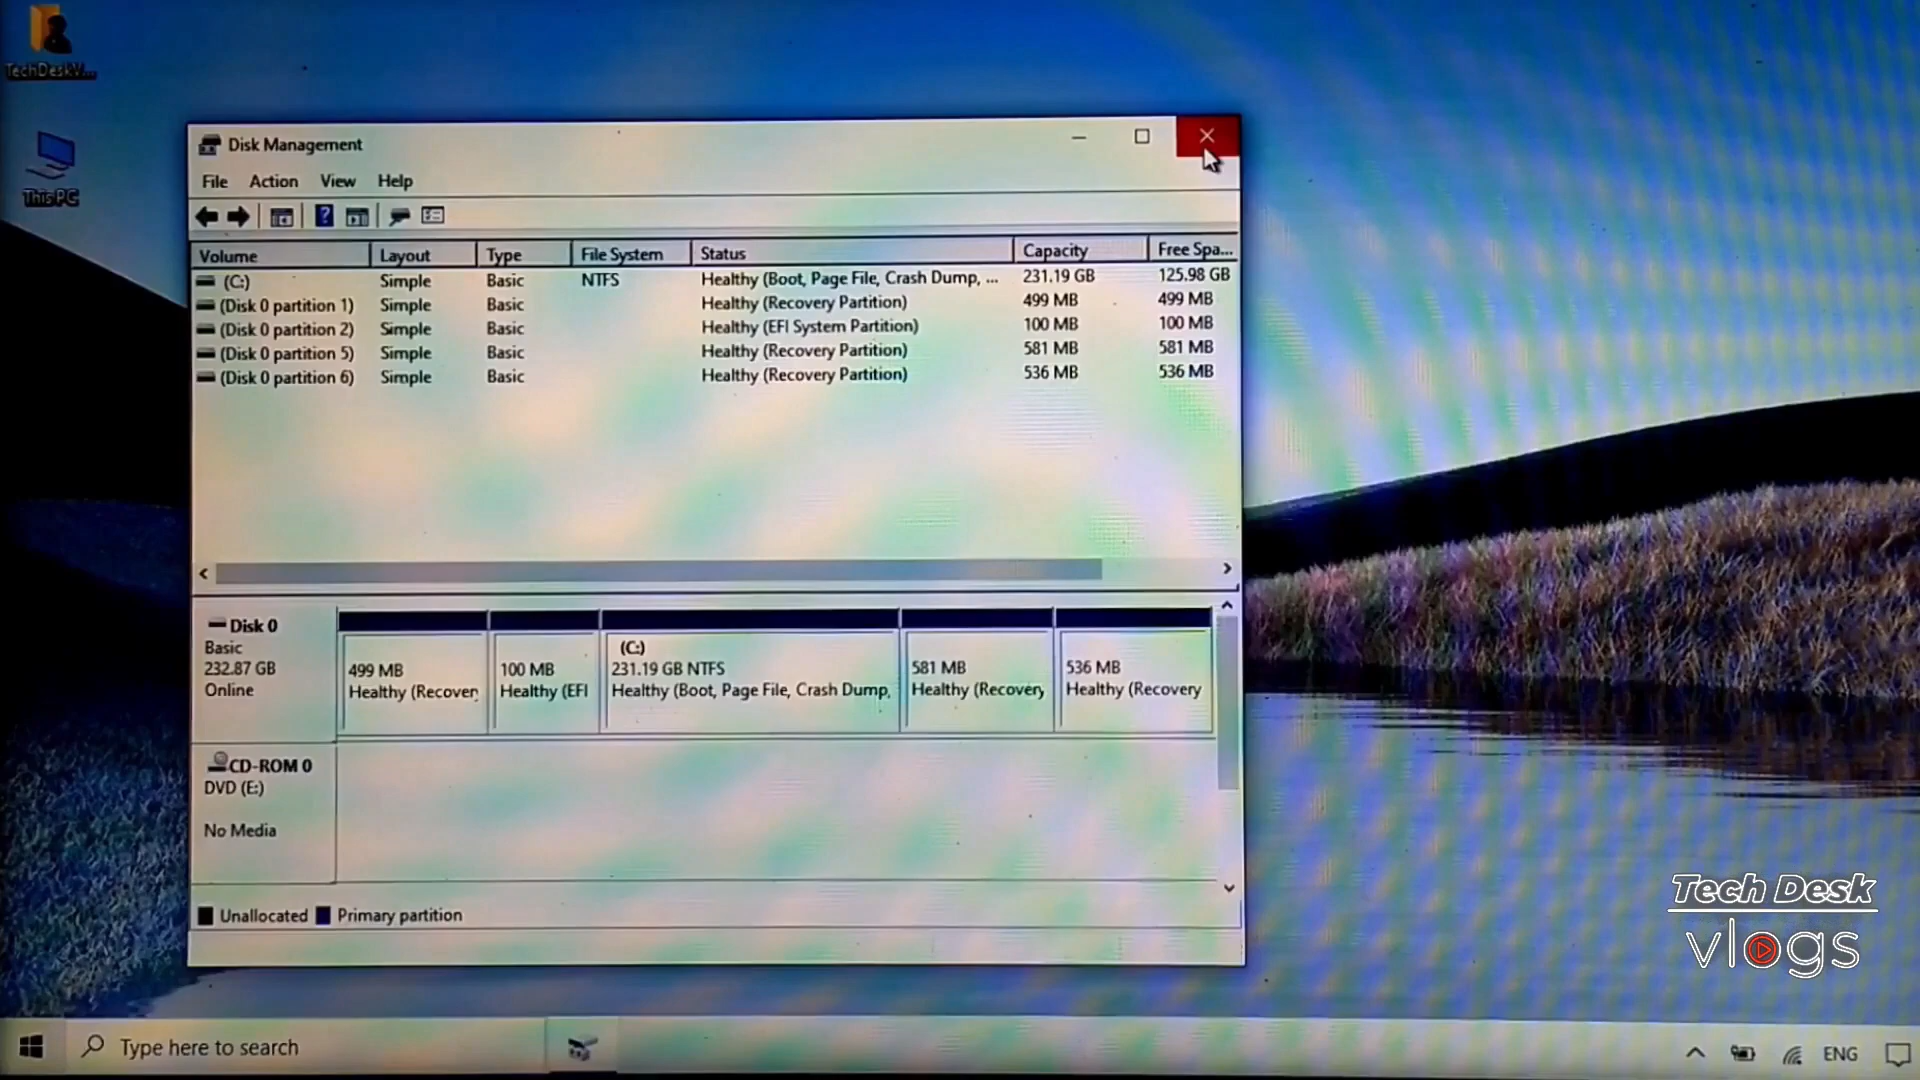 TechDeskV...
This PC
Disk Management
File Action View Help
Volume Layout Type File System Status Capacity Free Spa...
(C:) Simple Basic NTFS Healthy (Boot, Page File, Crash Dump, ... 231.19 GB 125.98 GB
(Disk 0 partition 1) Simple Basic Healthy (Recovery Partition) 499 MB 499 MB
(Disk 0 partition 2) Simple Basic Healthy (EFI System Partition) 100 MB 100 MB
(Disk 0 partition 5) Simple Basic Healthy (Recovery Partition) 581 MB 581 MB
(Disk 0 partition 6) Simple Basic Healthy (Recovery Partition) 536 MB 536 MB
Disk 0
Basic
232.87 GB
Online
499 MB
Healthy (Recover
100 MB
Healthy (EFI
(C:)
231.19 GB NTFS
Healthy (Boot, Page File, Crash Dump,
581 MB
Healthy (Recovery
536 MB
Healthy (Recovery
CD-ROM 0
DVD (E:)
No Media
Unallocated Primary partition
Tech Desk
vlogs
Type here to search
ENG